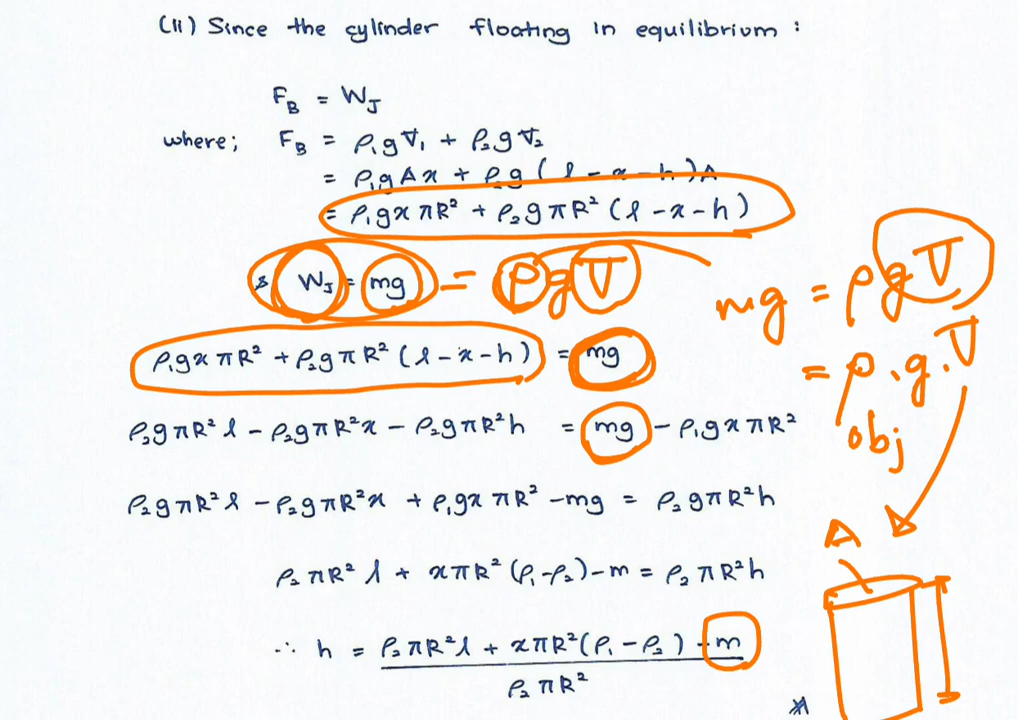 (ii) Since the cylinder floating in equilibrium :
F_B = W_J
where; F_B = ρ₁gV₁ + ρ₂gV₂
= ρ₁gAx + ρ₂g(l-x-h)A
= ρ₁gxπR² + ρ₂gπR²(l-x-h)
& W_J = mg = ρgV
mg = ρgV
ρ₁gxπR² + ρ₂gπR²(l-x-h) = mg
= ρ.g.V
ρ₂gπR²l - ρ₂gπR²x - ρ₂gπR²h = mg - ρ₁gxπR²
obj
ρ₂gπR²l - ρ₂gπR²x + ρ₁gxπR² - mg = ρ₂gπR²h
A
ρ₂πR²l + xπR²(ρ₁-ρ₂) - m = ρ₂πR²h
∴ h = ρ₂πR²l + xπR²(ρ₁-ρ₂) - m
ρ₂πR²